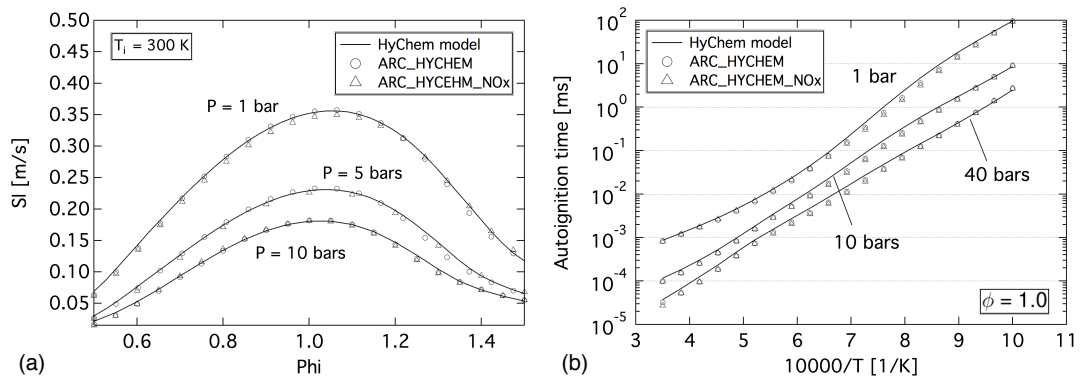 0.50
0.45
0.40
0.35
0.30
0.25
0.20
0.15
0.10
0.05
Sl [m/s]
T_i = 300 K
HyChem model
ARC_HYCHEM
ARC_HYCEHM_NOx
P = 1 bar
P = 5 bars
P = 10 bars
0.6 0.8 1.0 1.2 1.4
Phi
(a)
10^2
10^1
10^0
10^-1
10^-2
10^-3
10^-4
10^-5
Autoignition time [ms]
HyChem model
ARC_HYCHEM
ARC_HYCHEM_NOx
1 bar
40 bars
10 bars
ϕ = 1.0
3 4 5 6 7 8 9 10 11
10000/T [1/K]
(b)